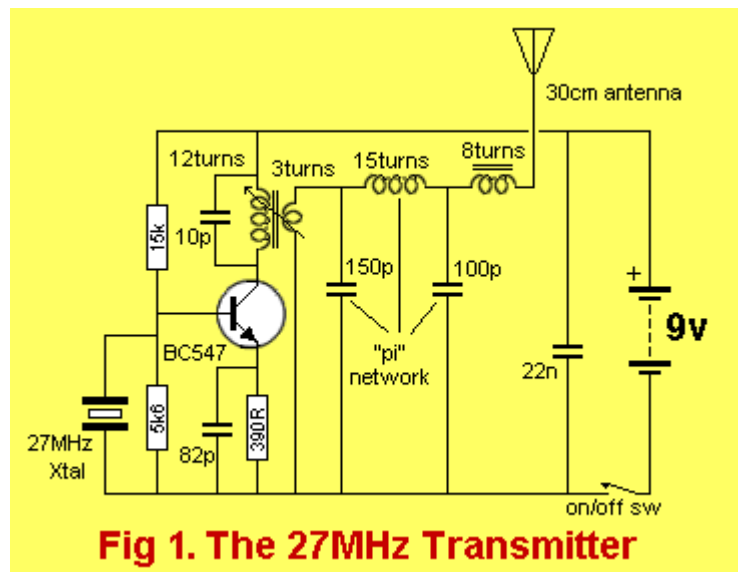 30cm antenna
12turns
3turns
15turns
8turns
15k
10p
150p
100p
+
9v
BC547
"pi"
network
22n
27MHz
Xtal
5k6
82p
390R
on/off sw
Fig 1. The 27MHz Transmitter